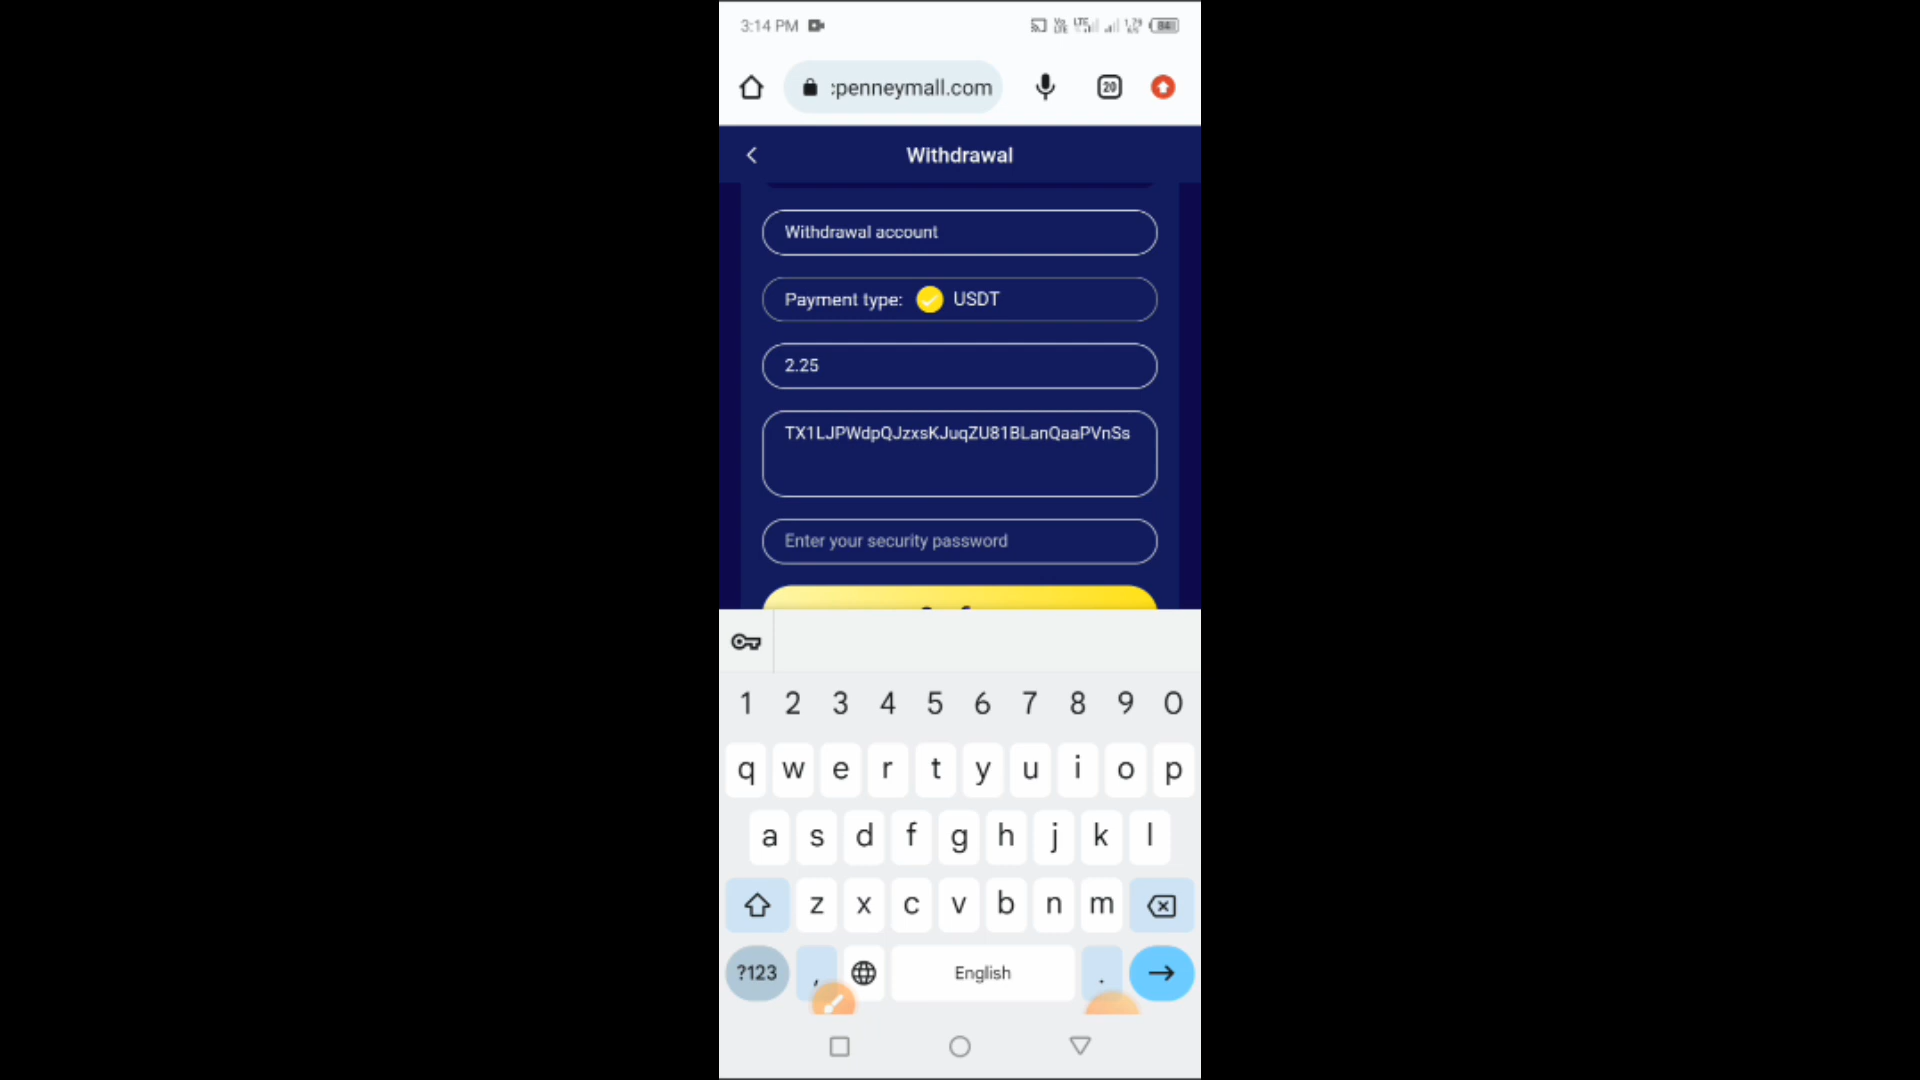 3:14 PM
:penneymall.com
20
Withdrawal
Withdrawal account
Payment type: USDT
2.25
TX1LJPWdpQJzxsKJuqZU81BLanQaaPVnSs
Enter your security password
1 2 3 4 5 6 7 8 9 0
q w e r t y u i o p
a s d f g h j k l
z x c v b n m
?123 , English .